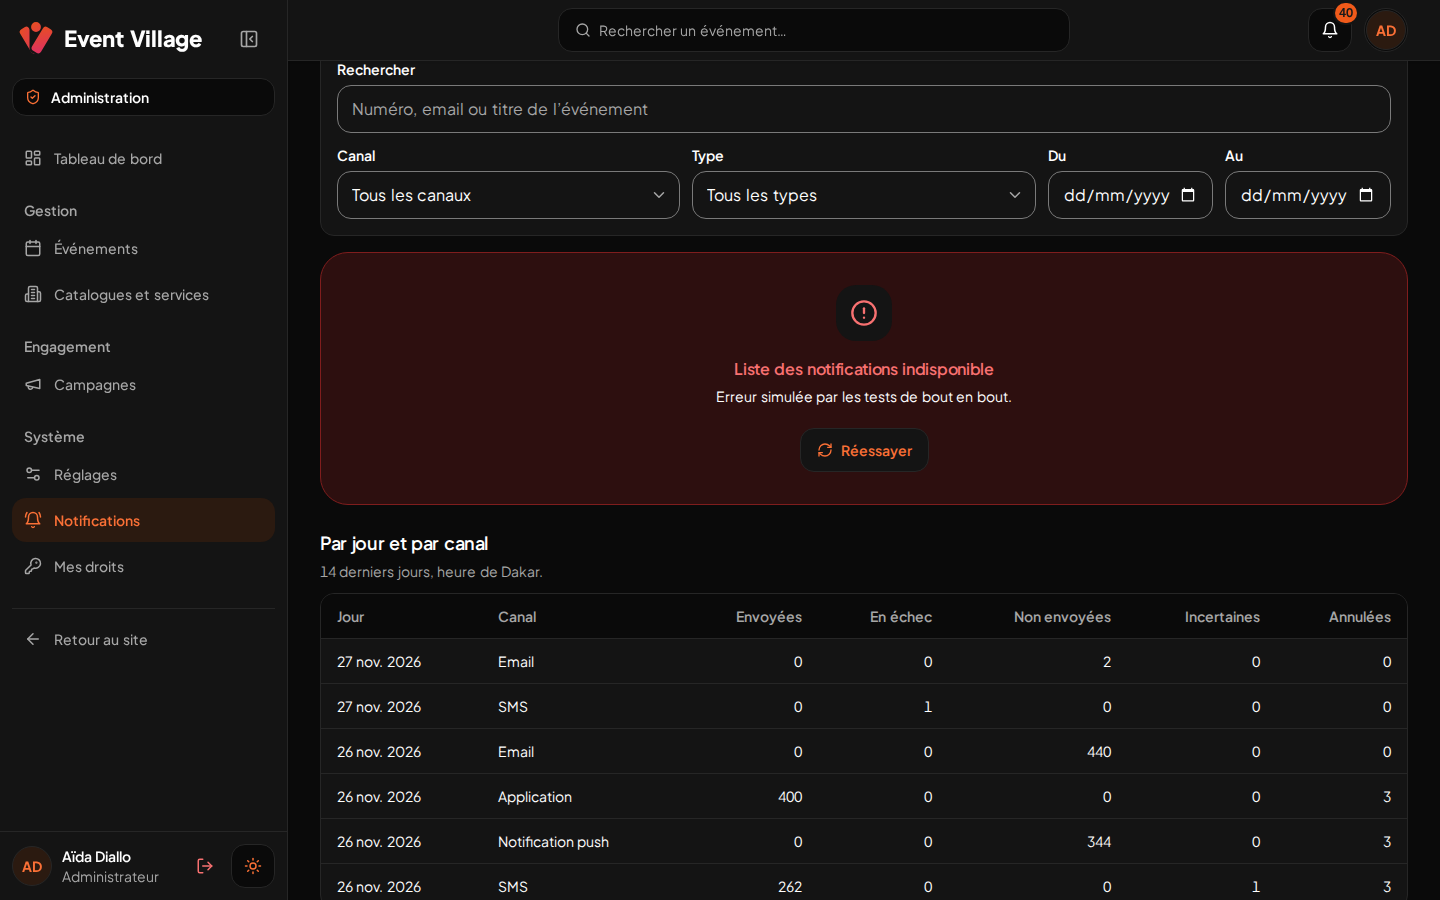 Event Village
Administration
Tableau de bord
Gestion
Événements
Catalogues et services
Engagement
Campagnes
Système
Réglages
Notifications
Mes droits
Retour au site
AD
Aïda Diallo
Administrateur
Rechercher un événement…
40
AD
Rechercher
Numéro, email ou titre de l’événement
Canal Type Du Au
Tous les canaux Tous les types dd/mm/yyyy dd/mm/yyyy
Liste des notifications indisponible
Erreur simulée par les tests de bout en bout.
Réessayer
Par jour et par canal
14 derniers jours, heure de Dakar.
Jour Canal Envoyées En échec Non envoyées Incertaines Annulées
27 nov. 2026 Email 0 0 2 0 0
27 nov. 2026 SMS 0 1 0 0 0
26 nov. 2026 Email 0 0 440 0 0
26 nov. 2026 Application 400 0 0 0 3
26 nov. 2026 Notification push 0 0 344 0 3
26 nov. 2026 SMS 262 0 0 1 3